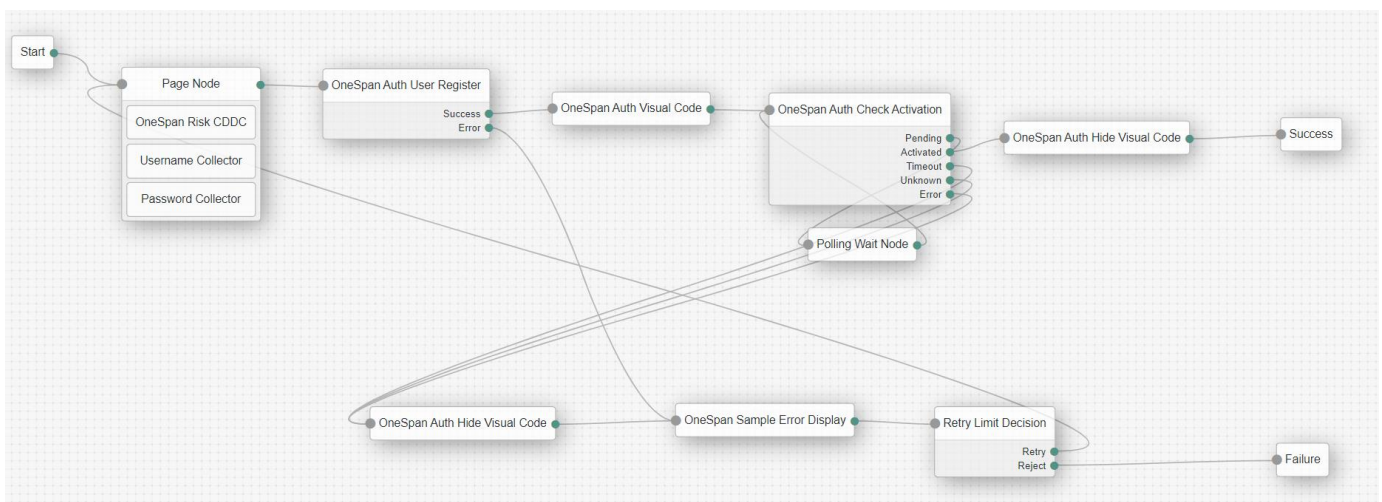 Start
Page Node
OneSpan Risk CDDC
Username Collector
Password Collector
OneSpan Auth User Register
Success
Error
OneSpan Auth Visual Code
OneSpan Auth Check Activation
Pending
Activated
Timeout
Unknown
Error
OneSpan Auth Hide Visual Code
Success
Polling Wait Node
OneSpan Auth Hide Visual Code
OneSpan Sample Error Display
Retry Limit Decision
Retry
Reject
Failure